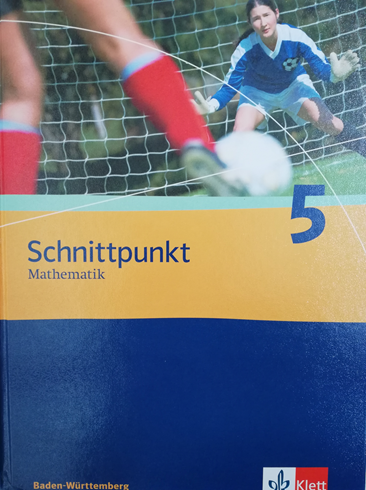 5
Schnittpunkt
Mathematik
Baden-Württemberg
Klett